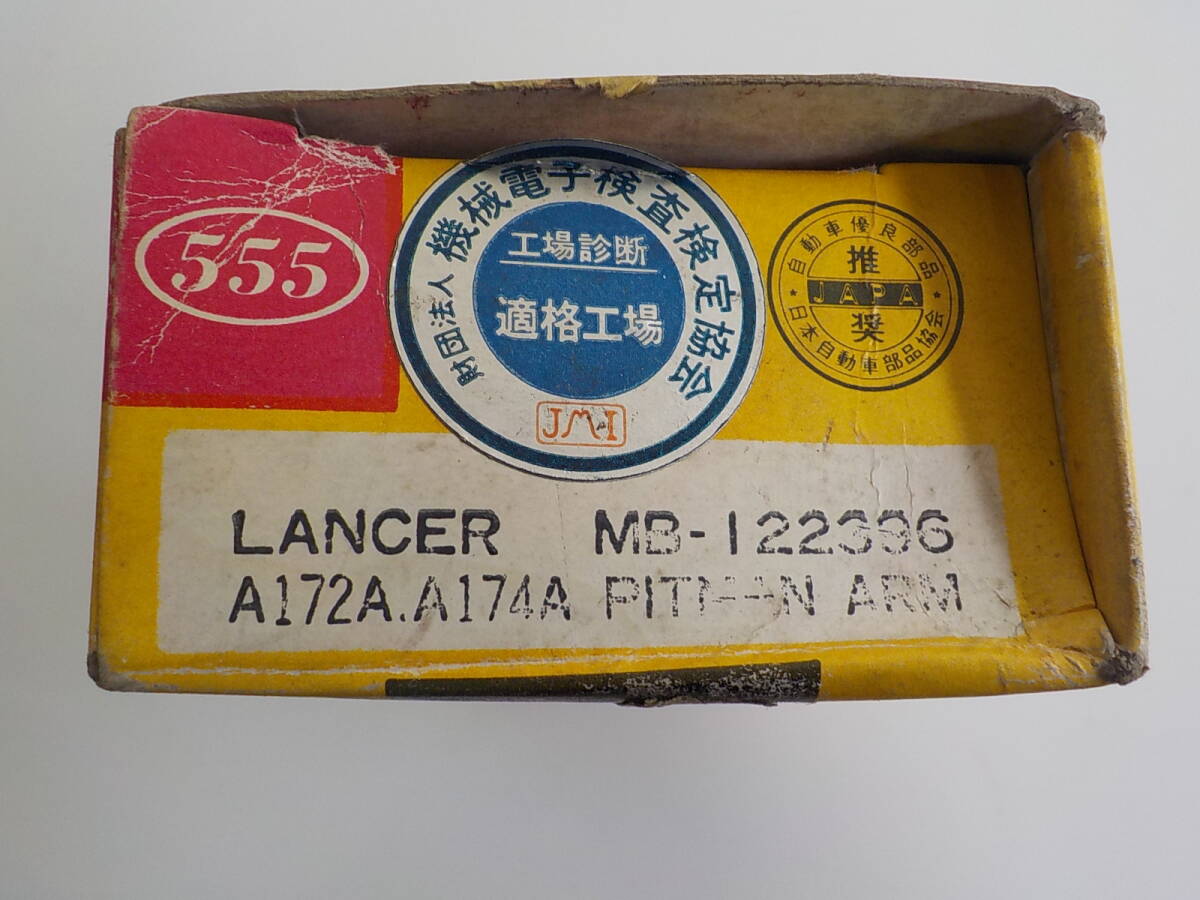 555
財団法人 機械電子検査検定協会
工場診断
適格工場
JMI
自動車優良部品
推
JAPA
奨
日本自動車部品協会
LANCER MB-122396
A172A.A174A PITMAN ARM